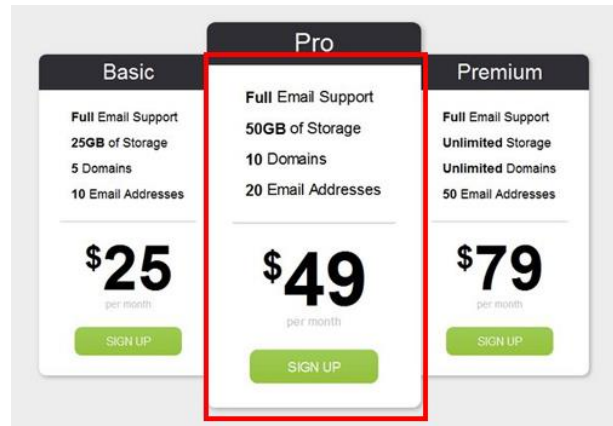 Basic
Full Email Support
25GB of Storage
5 Domains
10 Email Addresses
$25
per month
SIGN UP
Pro
Full Email Support
50GB of Storage
10 Domains
20 Email Addresses
$49
per month
SIGN UP
Premium
Full Email Support
Unlimited Storage
Unlimited Domains
50 Email Addresses
$79
per month
SIGN UP